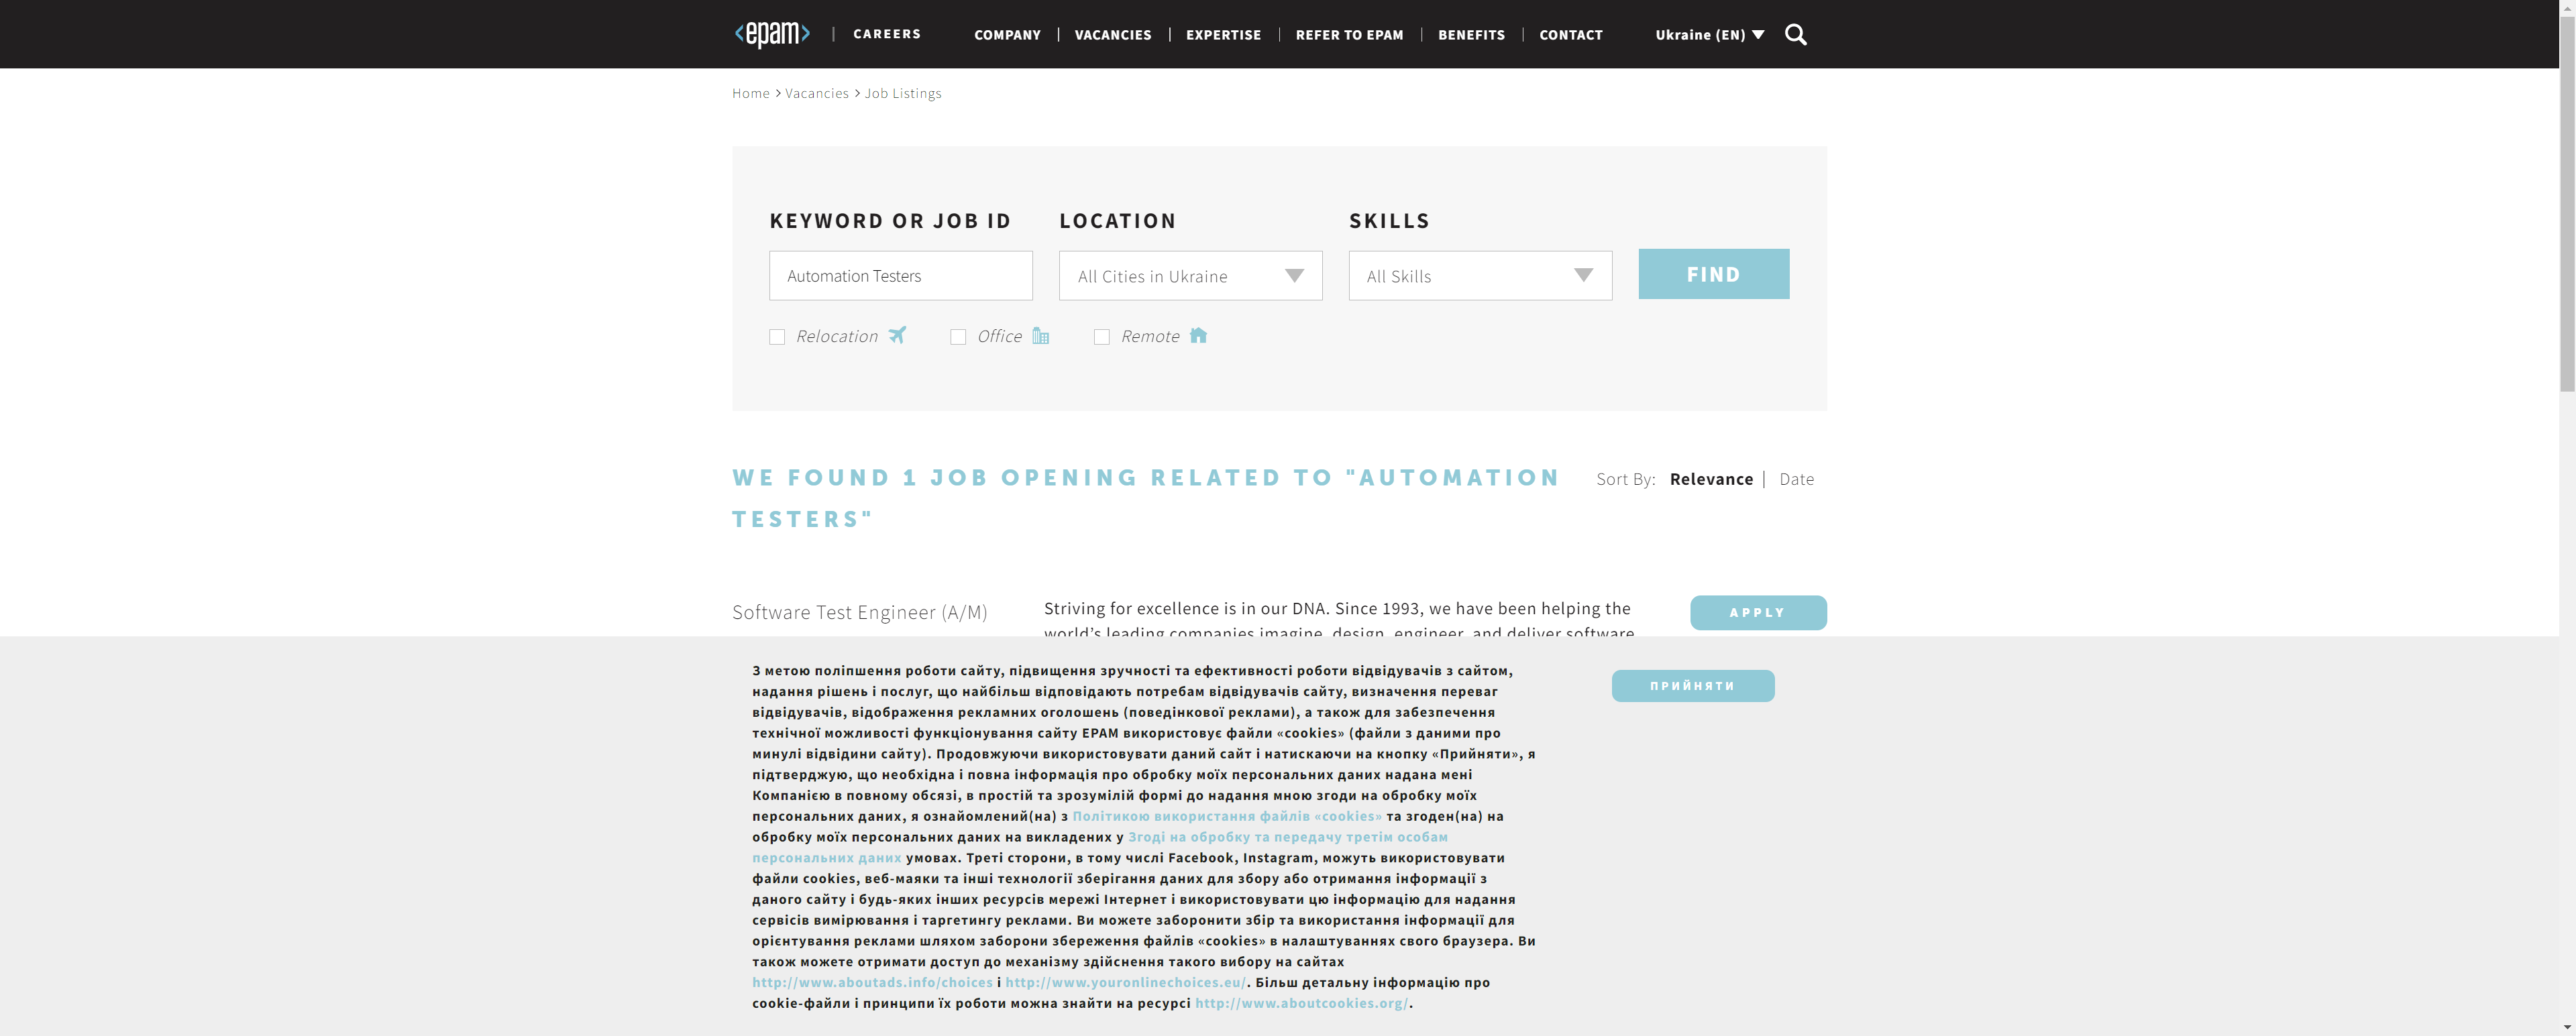 <epam> | CAREERS COMPANY | VACANCIES | EXPERTISE | REFER TO EPAM | BENEFITS | CONTACT Ukraine (EN)
Home > Vacancies > Job Listings
KEYWORD OR JOB ID LOCATION SKILLS
Automation Testers All Cities in Ukraine All Skills FIND
Relocation Office Remote
WE FOUND 1 JOB OPENING RELATED TO "AUTOMATION
TESTERS"
Sort By: Relevance | Date
Software Test Engineer (A/M)
Striving for excellence is in our DNA. Since 1993, we have been helping the
world’s leading companies imagine, design, engineer, and deliver software
APPLY
З метою поліпшення роботи сайту, підвищення зручності та ефективності роботи відвідувачів з сайтом,
надання рішень і послуг, що найбільш відповідають потребам відвідувачів сайту, визначення переваг
відвідувачів, відображення рекламних оголошень (поведінкової реклами), а також для забезпечення
технічної можливості функціонування сайту EPAM використовує файли «cookies» (файли з даними про
минулі відвідини сайту). Продовжуючи використовувати даний сайт і натискаючи на кнопку «Прийняти», я
підтверджую, що необхідна і повна інформація про обробку моїх персональних даних надана мені
Компанією в повному обсязі, в простій та зрозумілій формі до надання мною згоди на обробку моїх
персональних даних, я ознайомлений(на) з Політикою використання файлів «cookies» та згоден(на) на
обробку моїх персональних даних на викладених у Згоді на обробку та передачу третім особам
персональних даних умовах. Треті сторони, в тому числі Facebook, Instagram, можуть використовувати
файли cookies, веб-маяки та інші технології зберігання даних для збору або отримання інформації з
даного сайту і будь-яких інших ресурсів мережі Інтернет і використовувати цю інформацію для надання
сервісів вимірювання і таргетингу реклами. Ви можете заборонити збір та використання інформації для
орієнтування реклами шляхом заборони збереження файлів «cookies» в налаштуваннях свого браузера. Ви
також можете отримати доступ до механізму здійснення такого вибору на сайтах
http://www.aboutads.info/choices і http://www.youronlinechoices.eu/. Більш детальну інформацію про
cookie-файли і принципи їх роботи можна знайти на ресурсі http://www.aboutcookies.org/.
ПРИЙНЯТИ